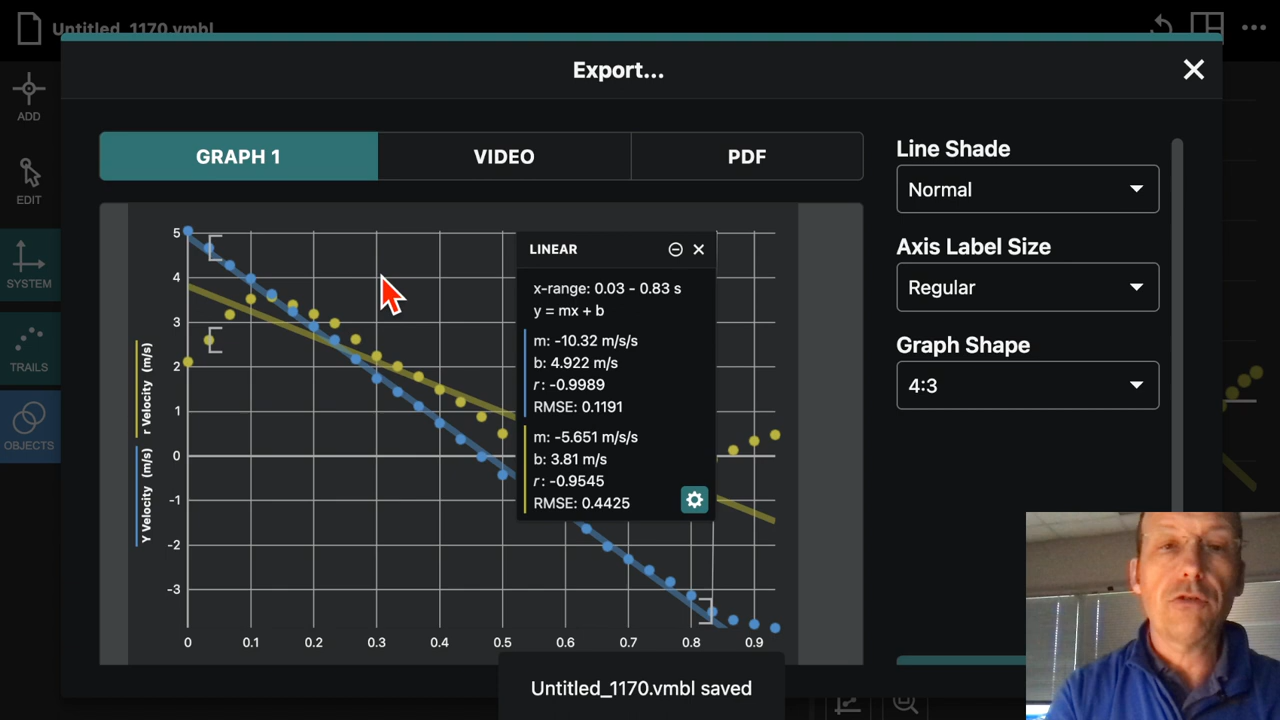 Untitled_1170.vmbl
Export...
ADD
EDIT
SYSTEM
TRAILS
OBJECTS
GRAPH 1
VIDEO
PDF
Line Shade
Normal
Axis Label Size
Regular
Graph Shape
4:3
r Velocity (m/s)
Y Velocity (m/s)
5
4
3
2
1
0
-1
-2
-3
0
0.1
0.2
0.3
0.4
0.5
0.6
0.7
0.8
0.9
LINEAR
x-range: 0.03 - 0.83 s
y = mx + b
m: -10.32 m/s/s
b: 4.922 m/s
r: -0.9989
RMSE: 0.1191
m: -5.651 m/s/s
b: 3.81 m/s
r: -0.9545
RMSE: 0.4425
Untitled_1170.vmbl saved